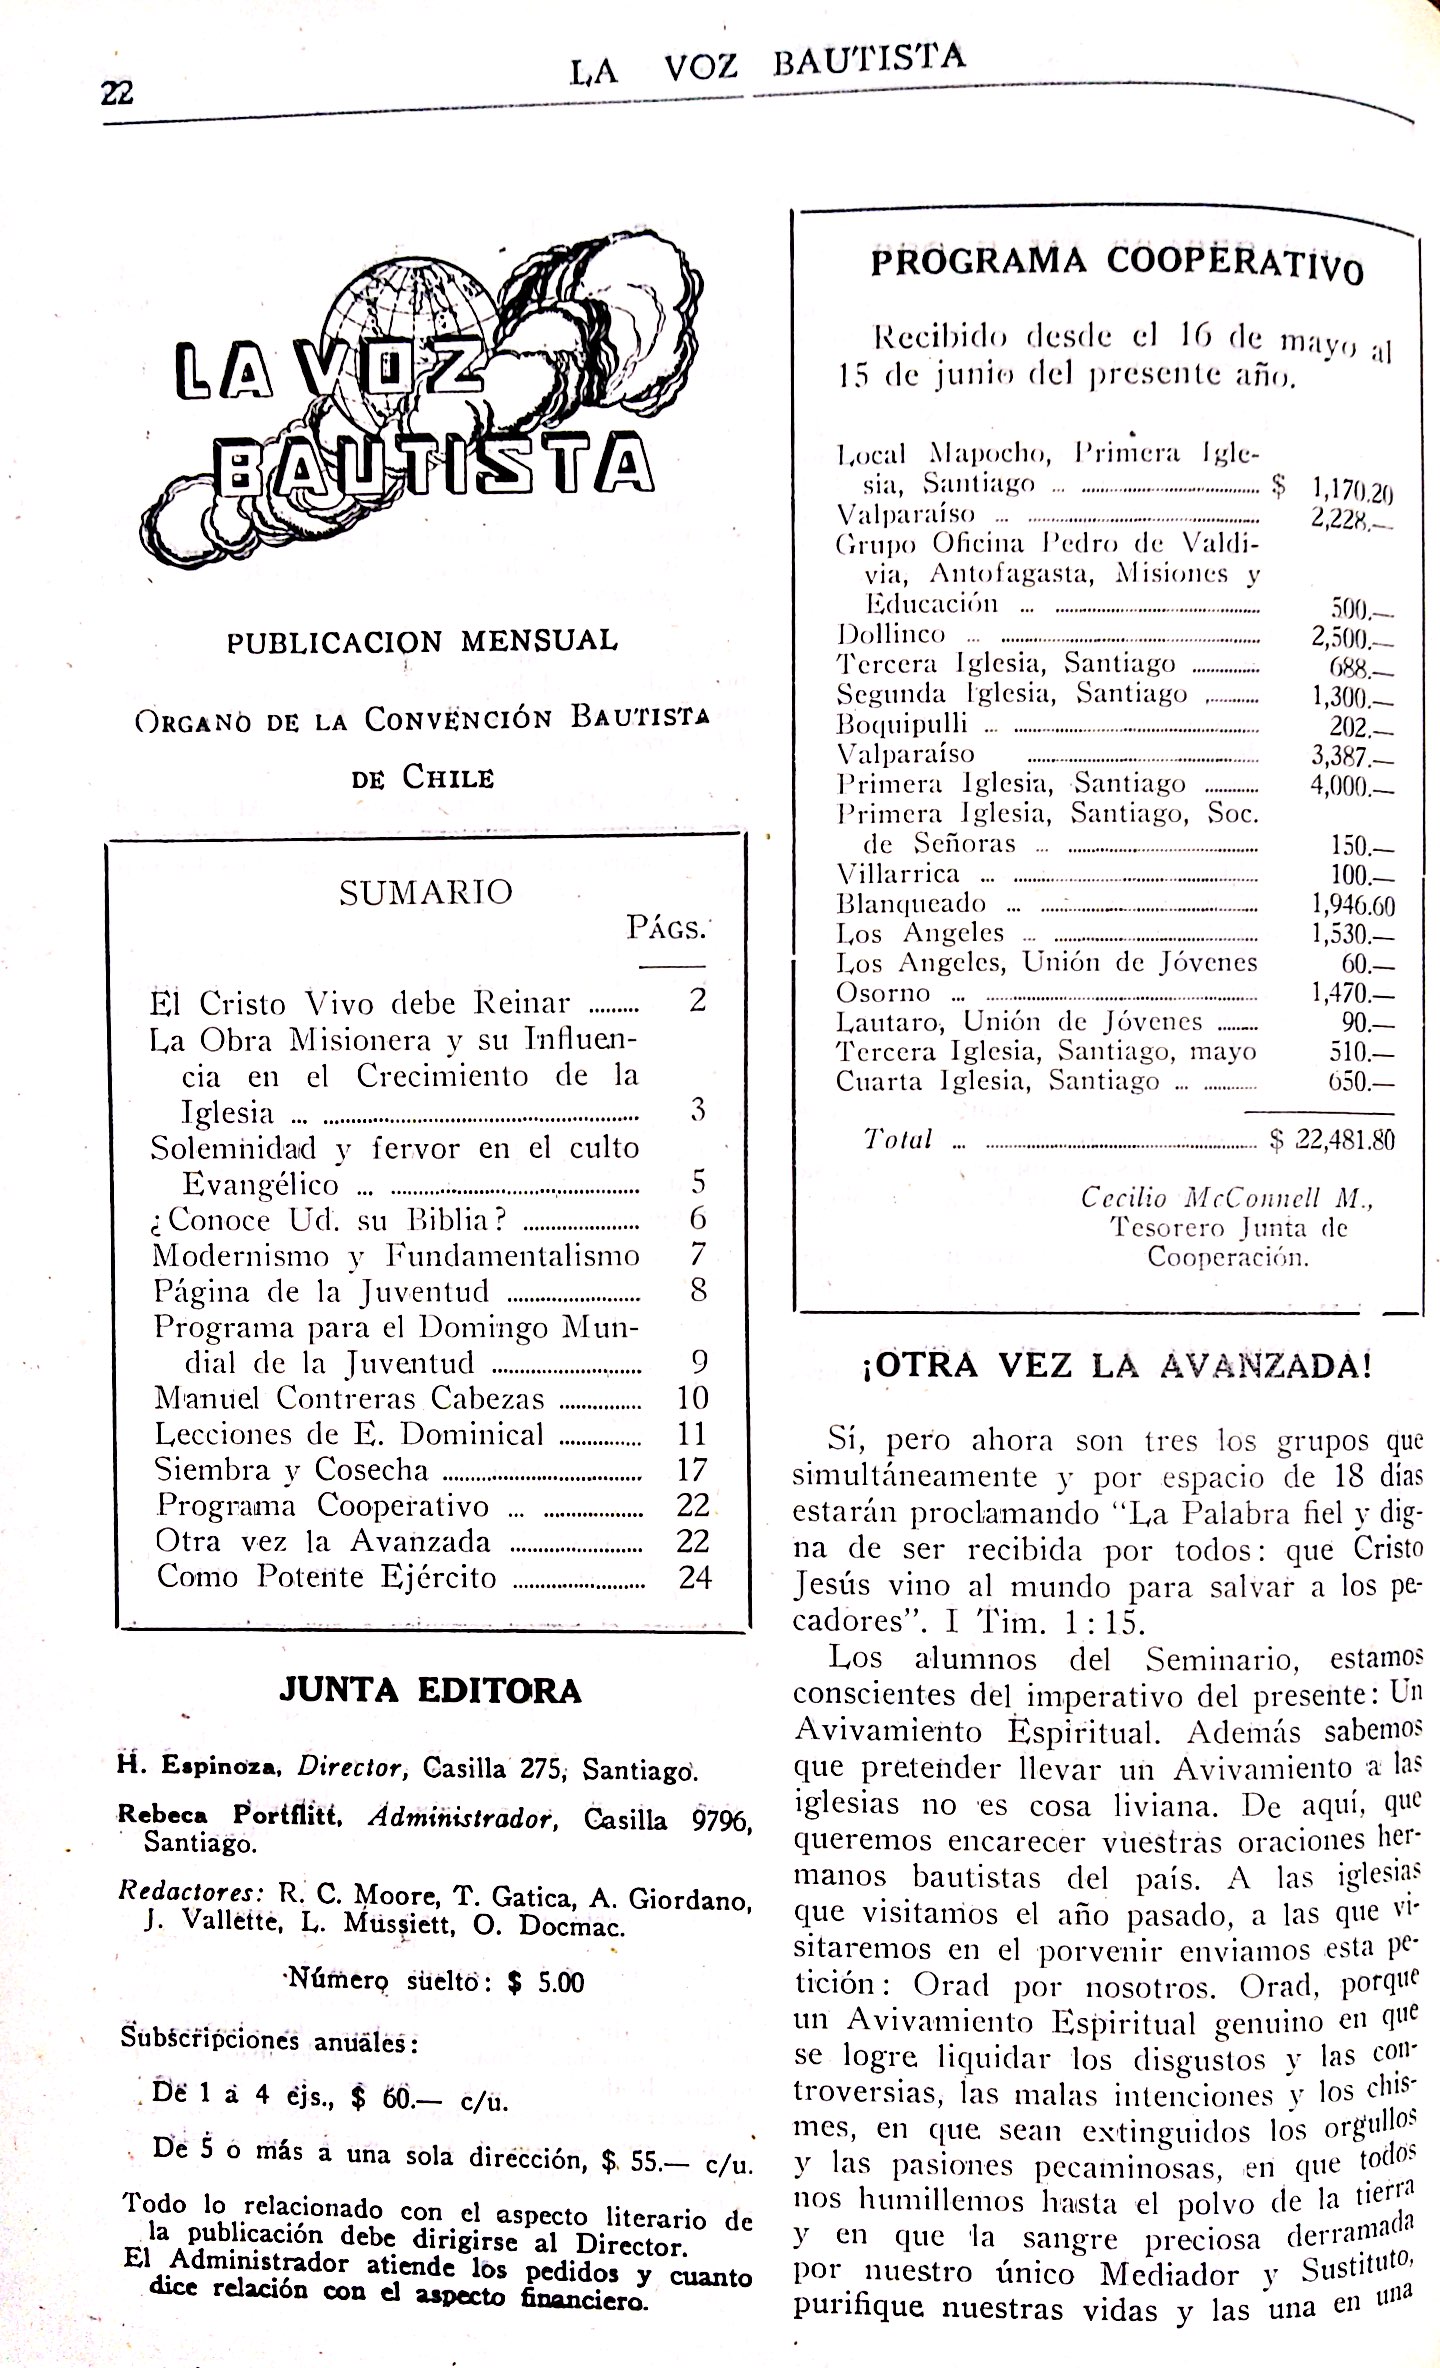 22
LA VOZ BAUTISTA
LA VOZ
BAUTISTA
PUBLICACION MENSUAL
ORGANO DE LA CONVENCIÓN BAUTISTA
DE CHILE
SUMARIO
PÁGS.
El Cristo Vivo debe Reinar ......... 2
La Obra Misionera y su Influen-
cia en el Crecimiento de la
Iglesia ... ................................................ 3
Solemnidad y fervor en el culto
Evangélico ... ...................................... 5
¿Conoce Ud. su Biblia? ..................... 6
Modernismo y Fundamentalismo 7
Página de la Juventud ........................ 8
Programa para el Domingo Mun-
dial de la Juventud ........................... 9
Manuel Contreras Cabezas ............... 10
Lecciones de E. Dominical ............... 11
Siembra y Cosecha .................................... 17
Programa Cooperativo ... .................. 22
Otra vez la Avanzada ........................ 22
Como Potente Ejército ........................ 24
JUNTA EDITORA
H. Espinoza, Director, Casilla 275, Santiago.
Rebeca Portflitt, Administrador, Casilla 9796,
Santiago.
Redactores: R. C. Moore, T. Gatica, A. Giordano,
J. Vallette, L. Mussiett, O. Docmac.
Número suelto: $ 5.00
Subscripciones anuales:
De 1 a 4 ejs., $ 60.— c/u.
De 5 o más a una sola dirección, $ 55.— c/u.
Todo lo relacionado con el aspecto literario de
la publicación debe dirigirse al Director.
El Administrador atiende los pedidos y cuanto
dice relación con el aspecto financiero.
PROGRAMA COOPERATIVO
Recibido desde el 16 de mayo al
15 de junio del presente año.
Local Mapocho, Primera Igle-
sia, Santiago ... .................................... $ 1,170.20
Valparaíso ... .......................................... 2,228.—
Grupo Oficina Pedro de Valdi-
via, Antofagasta, Misiones y
Educación ... ....................................... 500.—
Dollinco ... ................................................ 2,500.—
Tercera Iglesia, Santiago ............... 688.—
Segunda Iglesia, Santiago ............ 1,300.—
Boquipulli ... ............................................. 202.—
Valparaíso .......................................... 3,387.—
Primera Iglesia, Santiago ............ 4,000.—
Primera Iglesia, Santiago, Soc.
de Señoras ... .................................... 150.—
Villarrica ... ............................................. 100.—
Blanqueado ... ....................................... 1,946.60
Los Angeles ... ....................................... 1,530.—
Los Angeles, Unión de Jóvenes 60.—
Osorno ... ................................................... 1,470.—
Lautaro, Unión de Jóvenes ......... 90.—
Tercera Iglesia, Santiago, mayo 510.—
Cuarta Iglesia, Santiago ... ............ 650.—
Total ... ................................................... $ 22,481.80
Cecilio McConnell M.,
Tesorero Junta de
Cooperación.
¡OTRA VEZ LA AVANZADA!
Sí, pero ahora son tres los grupos que
simultáneamente y por espacio de 18 días
estarán proclamando "La Palabra fiel y dig-
na de ser recibida por todos: que Cristo
Jesús vino al mundo para salvar a los pe-
cadores". I Tim. 1:15.
Los alumnos del Seminario, estamos
conscientes del imperativo del presente: Un
Avivamiento Espiritual. Además sabemos
que pretender llevar un Avivamiento a las
iglesias no es cosa liviana. De aquí, que
queremos encarecer vuestras oraciones her-
manos bautistas del país. A las iglesias
que visitamos el año pasado, a las que vi-
sitaremos en el porvenir enviamos esta pe-
tición: Orad por nosotros. Orad, porque
un Avivamiento Espiritual genuino en que
se logre liquidar los disgustos y las con-
troversias, las malas intenciones y los chis-
mes, en que sean extinguidos los orgullos
y las pasiones pecaminosas, en que todos
nos humillemos hasta el polvo de la tierra
y en que la sangre preciosa derramada
por nuestro único Mediador y Sustituto,
purifique nuestras vidas y las una en una